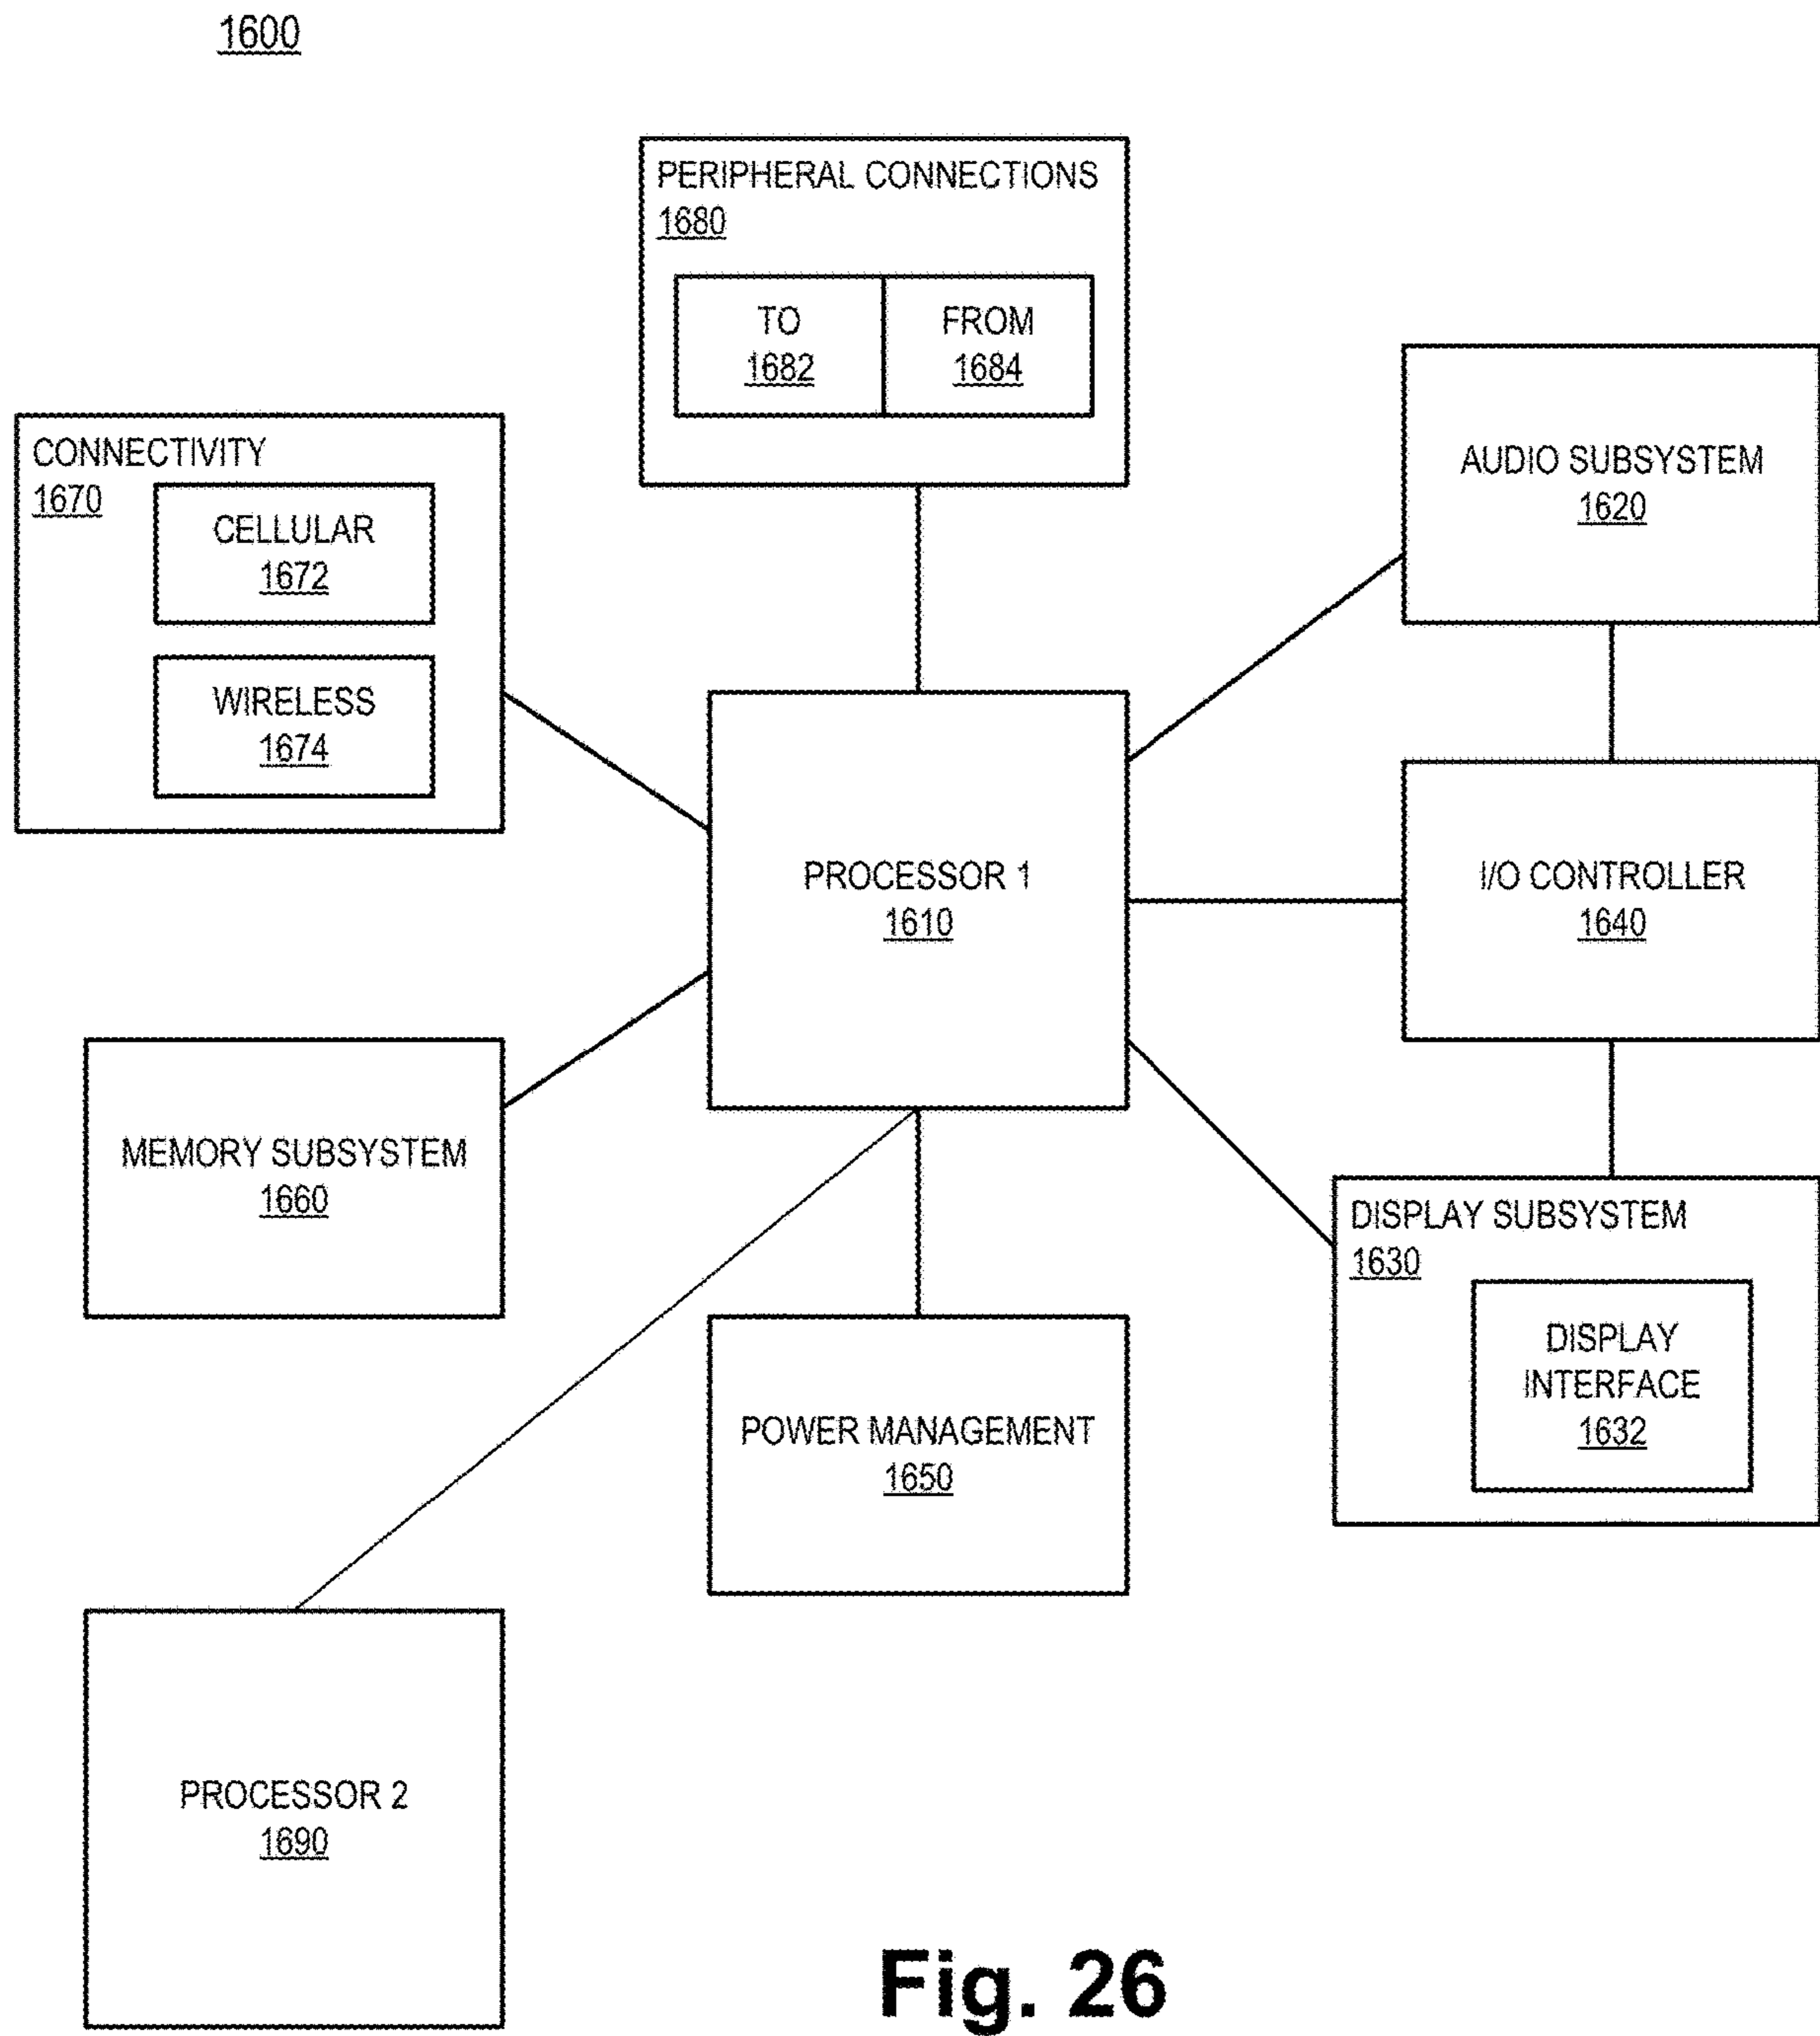 1600
PERIPHERAL CONNECTIONS
1680
TO
1682
FROM
1684
CONNECTIVITY
1670
CELLULAR
1672
WIRELESS
1674
AUDIO SUBSYSTEM
1620
PROCESSOR 1
1610
I/O CONTROLLER
1640
MEMORY SUBSYSTEM
1660
DISPLAY SUBSYSTEM
1630
DISPLAY
INTERFACE
1632
POWER MANAGEMENT
1650
PROCESSOR 2
1690
Fig. 26